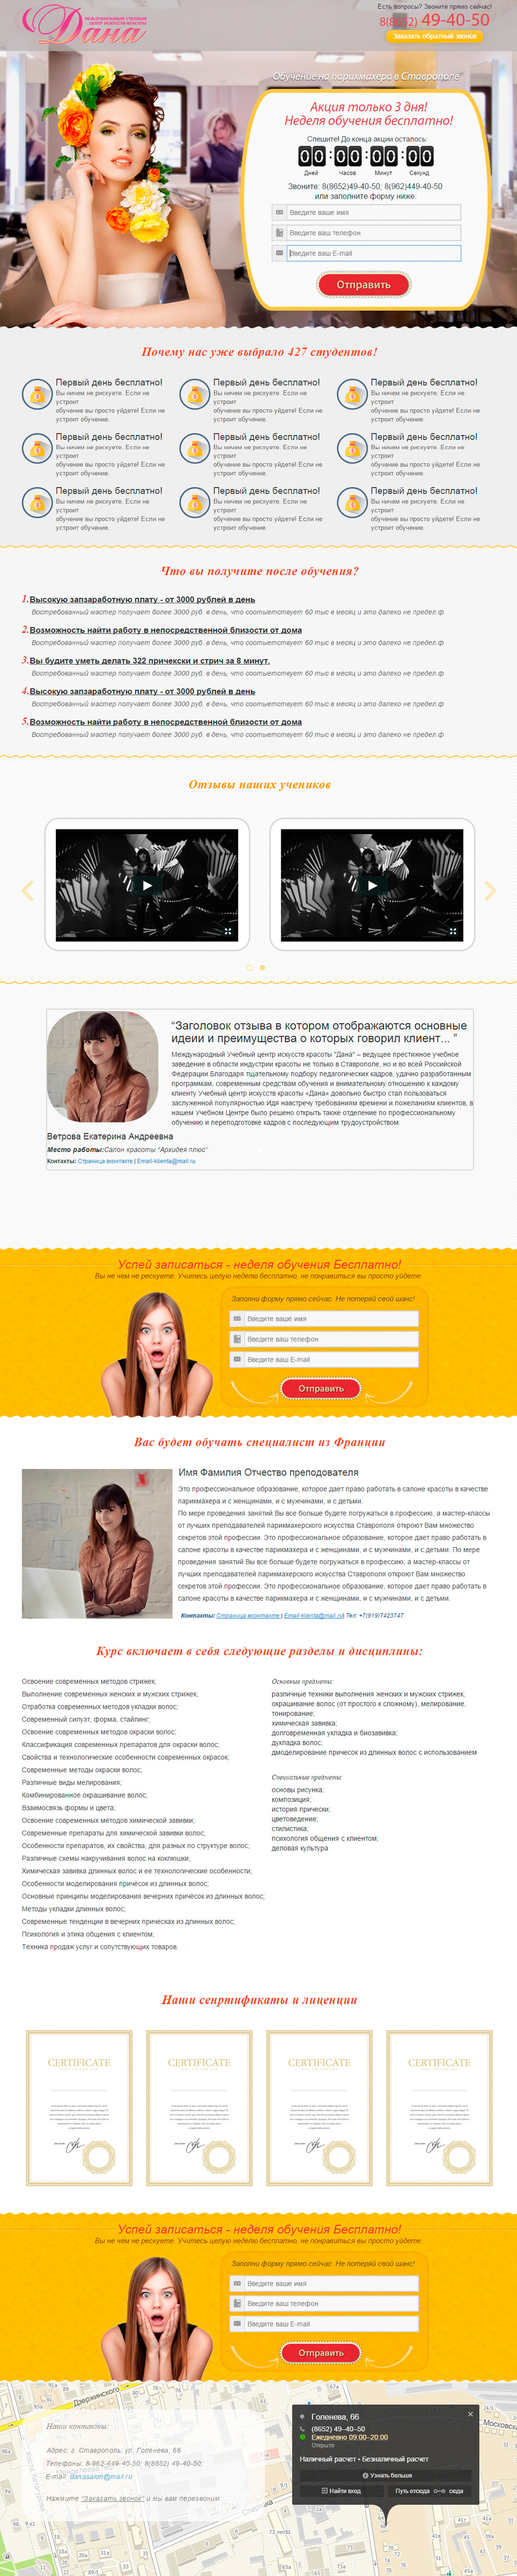 МЕЖДУНАРОДНЫЙ УЧЕБНЫЙ
ЦЕНТР ИСКУССТВ КРАСОТЫ
Дана
Есть вопросы? Звоните прямо сейчас!
8(8652) 49-40-50
Заказать обратный звонок
Обучение на парихмахера в Ставрополе
Акция только 3 дня!
Неделя обучения бесплатно!
Спешите! До конца акции осталось:
00:00:00:00
Дней Часов Минут Секунд
Звоните: 8(8652)49-40-50; 8(962)449-40-50
или заполните форму ниже:
Введите ваше имя
Введите ваш телефон
Введите ваш E-mail
Отправить
Почему нас уже выбрало 427 студентов!
Первый день бесплатно! Первый день бесплатно! Первый день бесплатно!
Вы ничем не рискуете. Если не Вы ничем не рискуете. Если не Вы ничем не рискуете. Если не
устроит устроит устроит
обучение вы просто уйдете! Если не обучение вы просто уйдете! Если не обучение вы просто уйдете! Если не
устроит обучение. устроит обучение. устроит обучение.
Первый день бесплатно! Первый день бесплатно! Первый день бесплатно!
Вы ничем не рискуете. Если не Вы ничем не рискуете. Если не Вы ничем не рискуете. Если не
устроит устроит устроит
обучение вы просто уйдете! Если не обучение вы просто уйдете! Если не обучение вы просто уйдете! Если не
устроит обучение. устроит обучение. устроит обучение.
Первый день бесплатно! Первый день бесплатно! Первый день бесплатно!
Вы ничем не рискуете. Если не Вы ничем не рискуете. Если не Вы ничем не рискуете. Если не
устроит устроит устроит
обучение вы просто уйдете! Если не обучение вы просто уйдете! Если не обучение вы просто уйдете! Если не
устроит обучение. устроит обучение. устроит обучение.
Что вы получите после обучения?
1.Высокую запзаработную плату - от 3000 рублей в день
Востребованный мастер получает более 3000 руб. в день, что соответстветует 60 тыс в месяц и это далеко не предел.ф
2.Возможность найти работу в непосредственной близости от дома
Востребованный мастер получает более 3000 руб. в день, что соответстветует 60 тыс в месяц и это далеко не предел.ф
3.Вы будите уметь делать 322 причекски и стрич за 8 минут.
Востребованный мастер получает более 3000 руб. в день, что соответстветует 60 тыс в месяц и это далеко не предел.ф
4.Высокую запзаработную плату - от 3000 рублей в день
Востребованный мастер получает более 3000 руб. в день, что соответстветует 60 тыс в месяц и это далеко не предел.ф
5.Возможность найти работу в непосредственной близости от дома
Востребованный мастер получает более 3000 руб. в день, что соответстветует 60 тыс в месяц и это далеко не предел.ф
Отзывы наших учеников
“Заголовок отзыва в котором отображаются основные
идеии и преимущества о которых говорил клиент... ”
Международный Учебный центр искусств красоты "Дана" – ведущее престижное учебное
заведение в области индустрии красоты не только в Ставрополе, но и во всей Российской
Федерации.Благодаря тщательному подбору педагогических кадров, удачно разработанным
программам, современным средствам обучения и внимательному отношению к каждому
клиенту Учебный центр искусств красоты «Дана» довольно быстро стал пользоваться
заслуженной популярностью.Идя навстречу требованиям времени и пожеланиям клиентов, в
нашем Учебном Центре было решено открыть также отделение по профессиональному
обучению и переподготовке кадров с последующим трудоустройством.
Ветрова Екатерина Андреевна
Место работы:Салон красоты "Архидея плюс"
Контакты: Страница вконтакте | Email-klienta@mail.ru
Успей записаться - неделя обучения Бесплатно!
Вы не чем не рискуете. Учитесь целую неделю бесплатно, не понравиться вы просто уйдете.
Заполни форму прямо сейчас. Не потеряй свой шанс!
Введите ваше имя
Введите ваш телефон
Введите ваш E-mail
Отправить
Вас будет обучать специалист из Франции
Имя Фамилия Отчество преподователя
Это профессиональное образование, которое дает право работать в салоне красоты в качестве
парикмахера и с женщинами, и с мужчинами, и с детьми.
По мере проведения занятий Вы все больше будете погружаться в профессию, а мастер-классы
от лучших преподавателей парикмахерского искусства Ставрополя откроют Вам множество
секретов этой профессии. Это профессиональное образование, которое дает право работать в
салоне красоты в качестве парикмахера и с женщинами, и с мужчинами, и с детьми. По мере
проведения занятий Вы все больше будете погружаться в профессию, а мастер-классы от
лучших преподавателей парикмахерского искусства Ставрополя откроют Вам множество
секретов этой профессии. Это профессиональное образование, которое дает право работать в
салоне красоты в качестве парикмахера и с женщинами, и с мужчинами, и с детьми.
Контакты: Страница вконтакте | Email-klienta@mail.ru| Тел: +7(919)7423747
Курс включает в себя следующие разделы и дисциплины:
Освоение современных методов стрижек;
Выполнение современных женских и мужских стрижек;
Отработка современных методов укладки волос;
Современный силуэт, форма, стайлинг;
Освоение современных методов окраски волос;
Классификация современных препаратов для окраски волос;
Свойства и технологические особенности современных окрасок;
Современные методы окраски волос;
Различные виды мелирования;
Комбинированное окрашивание волос;
Взаимосвязь формы и цвета;
Освоение современных методов химической завивки;
Современные препараты для химической завивки волос;
Особенности препаратов, их свойства, для разных по структуре волос;
Различные схемы накручивания волос на коклюшки;
Химическая завивка длинных волос и ее технологические особенности;
Особенности моделирования причёсок из длинных волос;
Основные принципы моделирования вечерних причёсок из длинных волос;
Методы укладки длинных волос;
Современные тенденции в вечерних прическах из длинных волос;
Психология и этика общения с клиентом;
Техника продаж услуг и сопутствующих товаров.
Основные предметы:
различные техники выполнения женских и мужских стрижек;
окрашивание волос (от простого к сложному), мелирование,
тонирование;
химическая завивка;
долговременная укладка и биозавивка;
дукладка волос;
дмоделирование причесок из длинных волос с использованием
Специальные предметы:
основы рисунка;
композиция;
история прически;
цветоведение;
стилистика;
психология общения с клиентом;
деловая культура
Наши сенртификаты и лиценции
CERTIFICATE CERTIFICATE CERTIFICATE CERTIFICATE
Успей записаться - неделя обучения Бесплатно!
Вы не чем не рискуете. Учитесь целую неделю бесплатно, не понравиться вы просто уйдете.
Заполни форму прямо сейчас. Не потеряй свой шанс!
Введите ваше имя
Введите ваш телефон
Введите ваш E-mail
Отправить
Дзержинского
Московска
Наши контакты:
Адрес: г. Ставрополь: ул. Голенева, 66
Телефоны: 8-962-449-40-50; 8(8652) 49-40-50;
E-mail: danasalon@mail.ru
Нажмите "Заказать звонок" и мы вам перезвоним.
Голенева, 66
(8652) 49‒40‒50
Ежедневно 09:00–20:00
Открыто
Наличный расчет • Безналичный расчет
Узнать больше
Найти вход
Путь отсюда сюда
Спартака